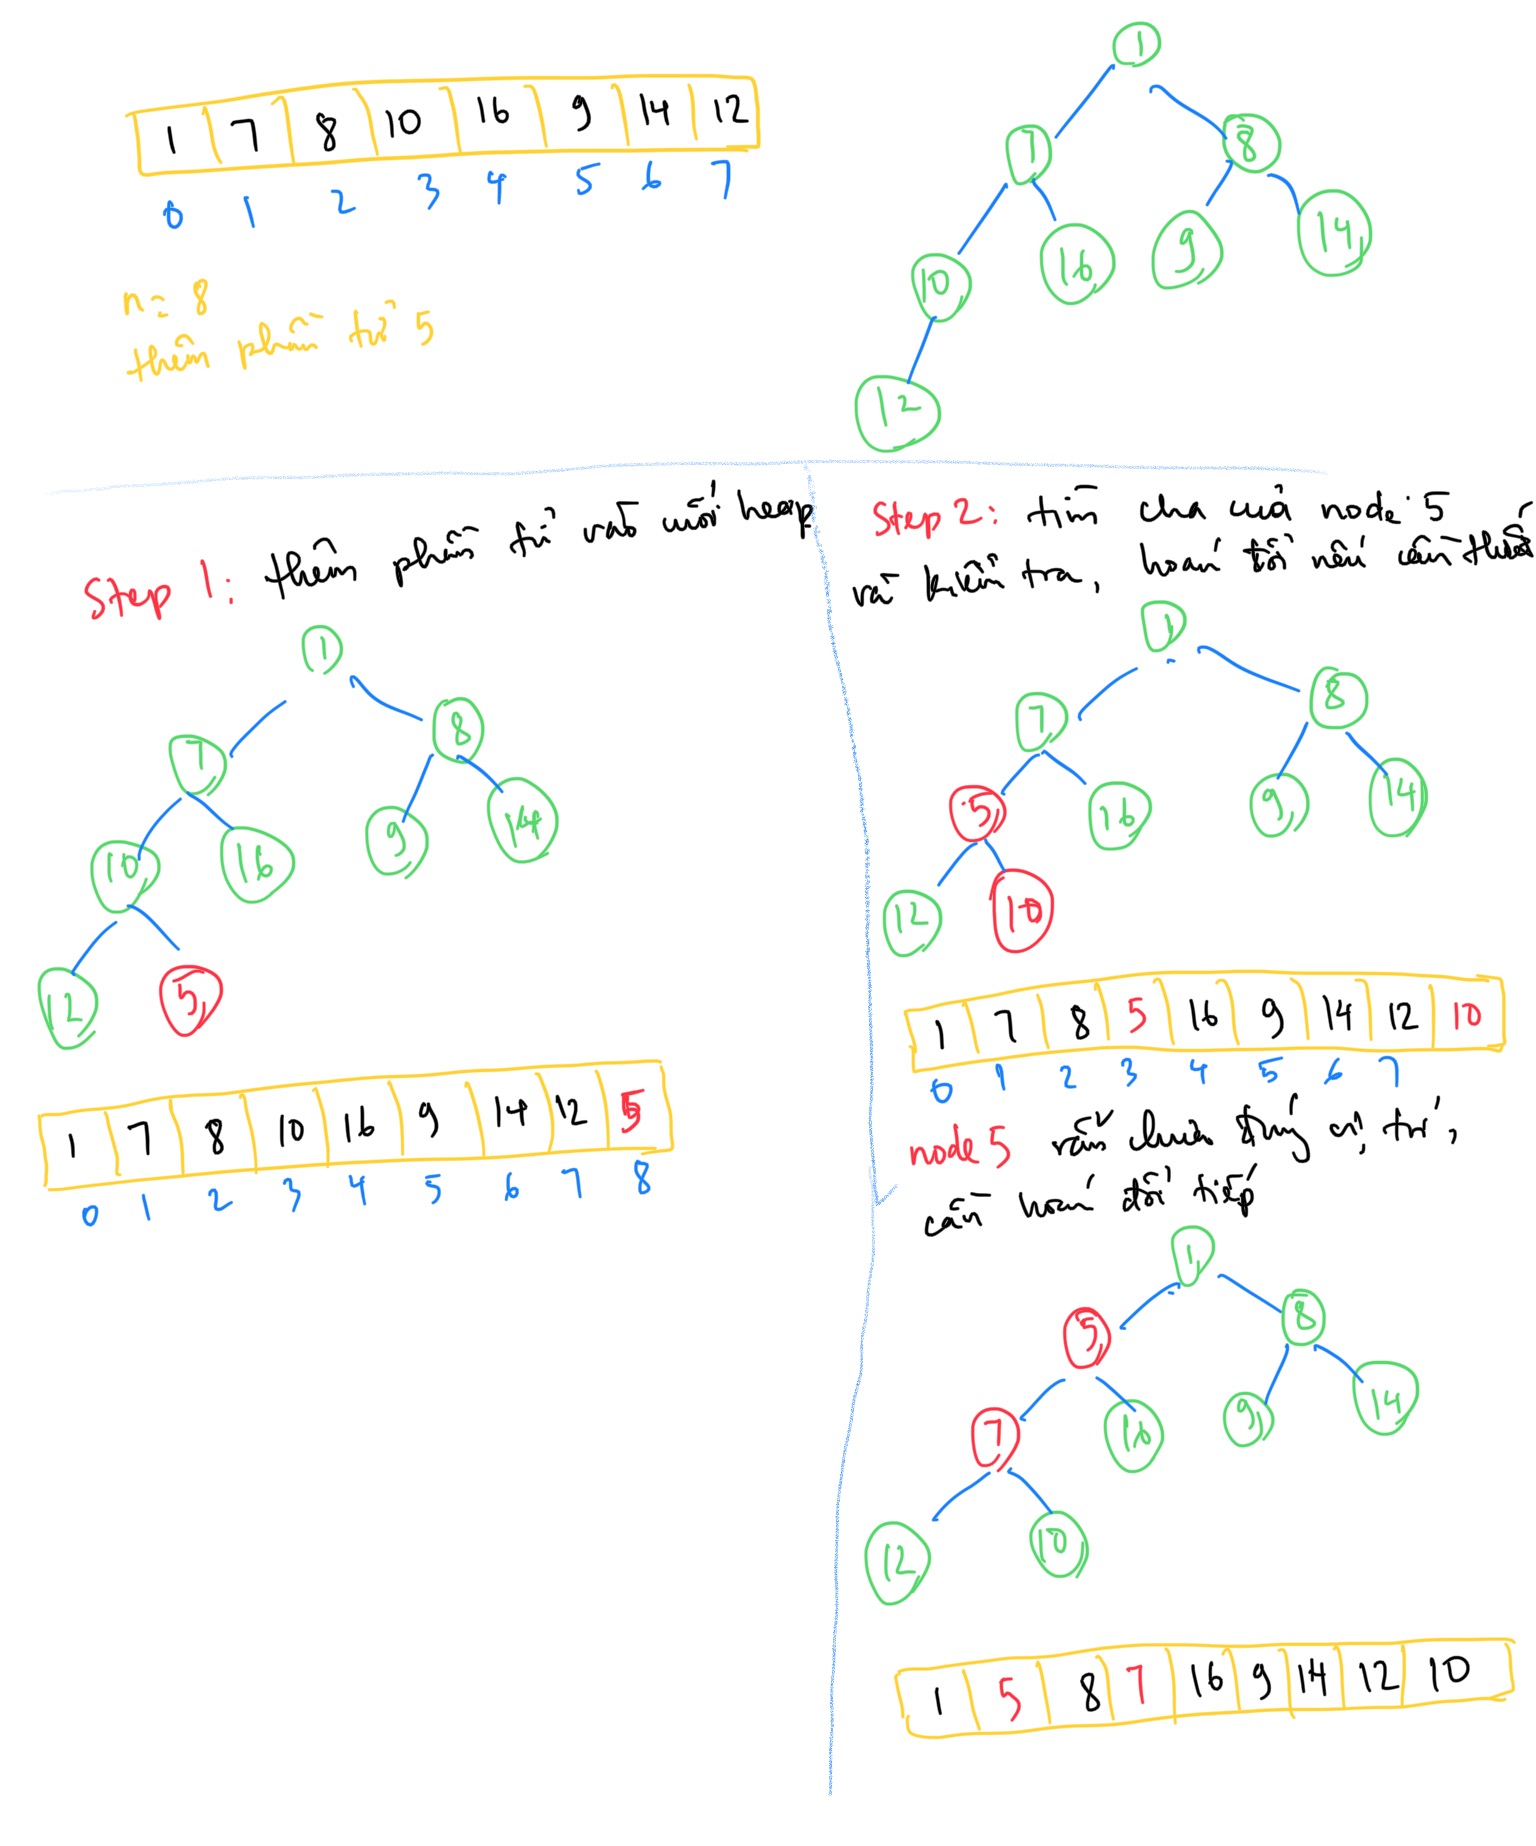 1 7 8 10 16 9 14 12
0 1 2 3 4 5 6 7
n = 8
thêm phần tử 5
1
7 8
10 16 9 14
12
Step 1: thêm phần tử vào cuối heap
1
7 8
10 16 9 14
12 5
1 7 8 10 16 9 14 12 5
0 1 2 3 4 5 6 7 8
Step 2: tìm cha của node 5
và kiểm tra, hoán đổi nếu cần thiết
1
7 8
5 16 9 14
12 10
1 7 8 5 16 9 14 12 10
0 1 2 3 4 5 6 7
node 5 vẫn chưa đúng vị trí,
cần hoán đổi tiếp
1
5 8
7 16 9 14
12 10
1 5 8 7 16 9 14 12 10